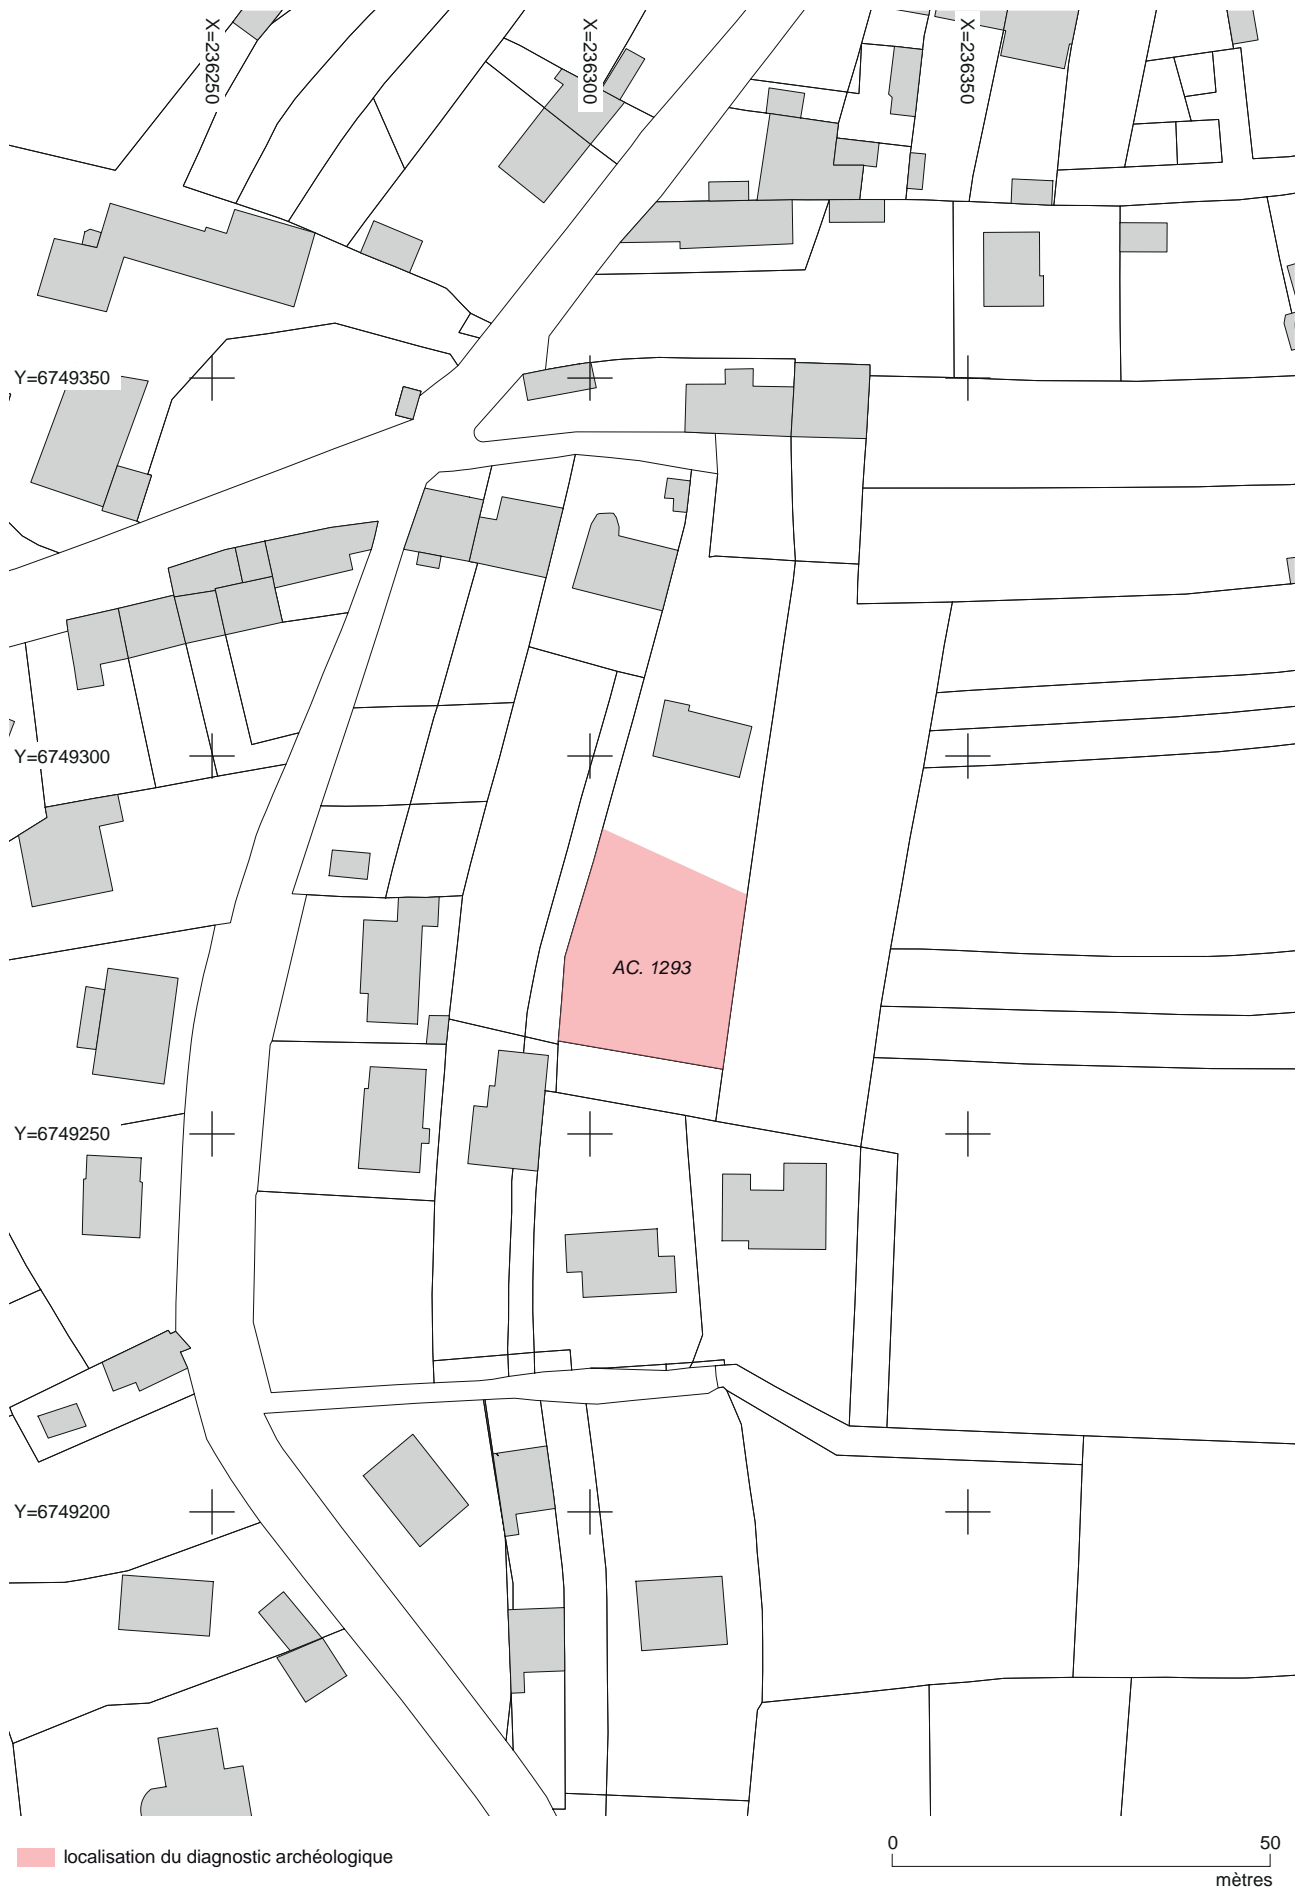 X=236250
X=236300
X=236350
Y=6749350
Y=6749300
AC. 1293
Y=6749250
Y=6749200
localisation du diagnostic archéologique
0 50
mètres